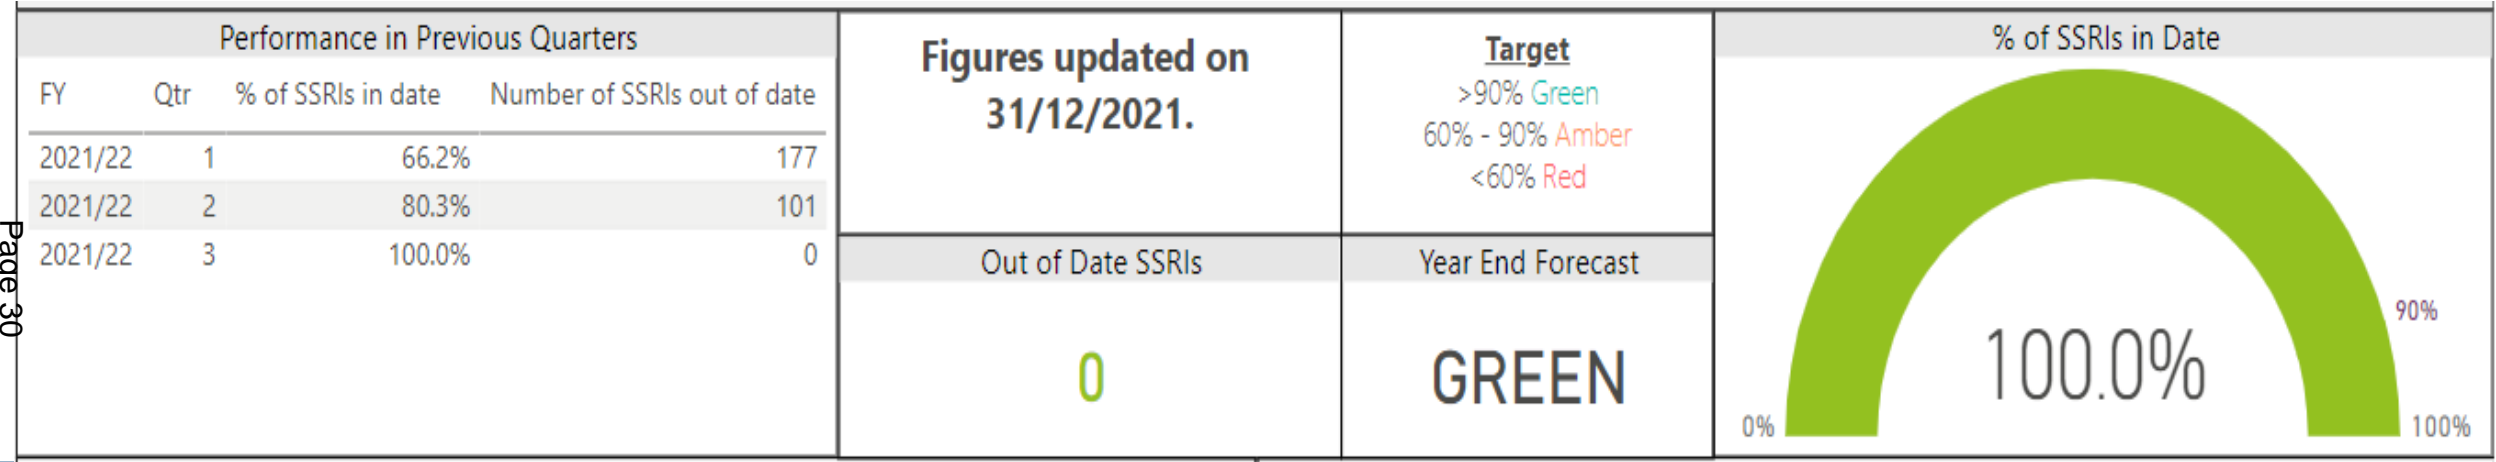 Performance in Previous Quarters
FY Qtr % of SSRIs in date Number of SSRIs out of date
2021/22 1 66.2% 177
2021/22 2 80.3% 101
2021/22 3 100.0% 0
Figures updated on
31/12/2021.
Target
>90% Green
60% - 90% Amber
<60% Red
Out of Date SSRIs
0
Year End Forecast
GREEN
% of SSRIs in Date
90%
100.0%
0%
100%
Page 30